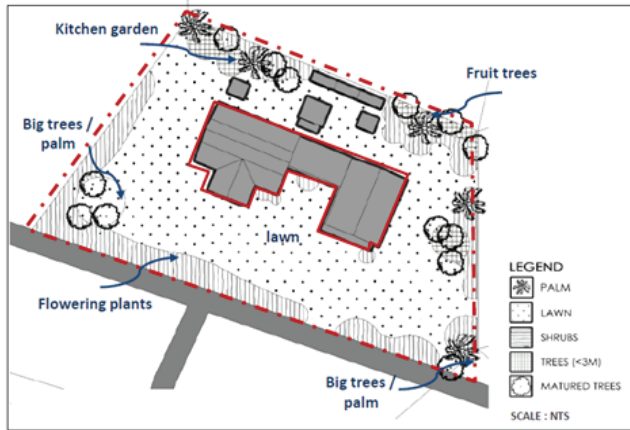 Kitchen garden
Fruit trees
Big trees /
palm
lawn
Flowering plants
Big trees /
palm
LEGEND
PALM
LAWN
SHRUBS
TREES (<3M)
MATURED TREES
SCALE : NTS